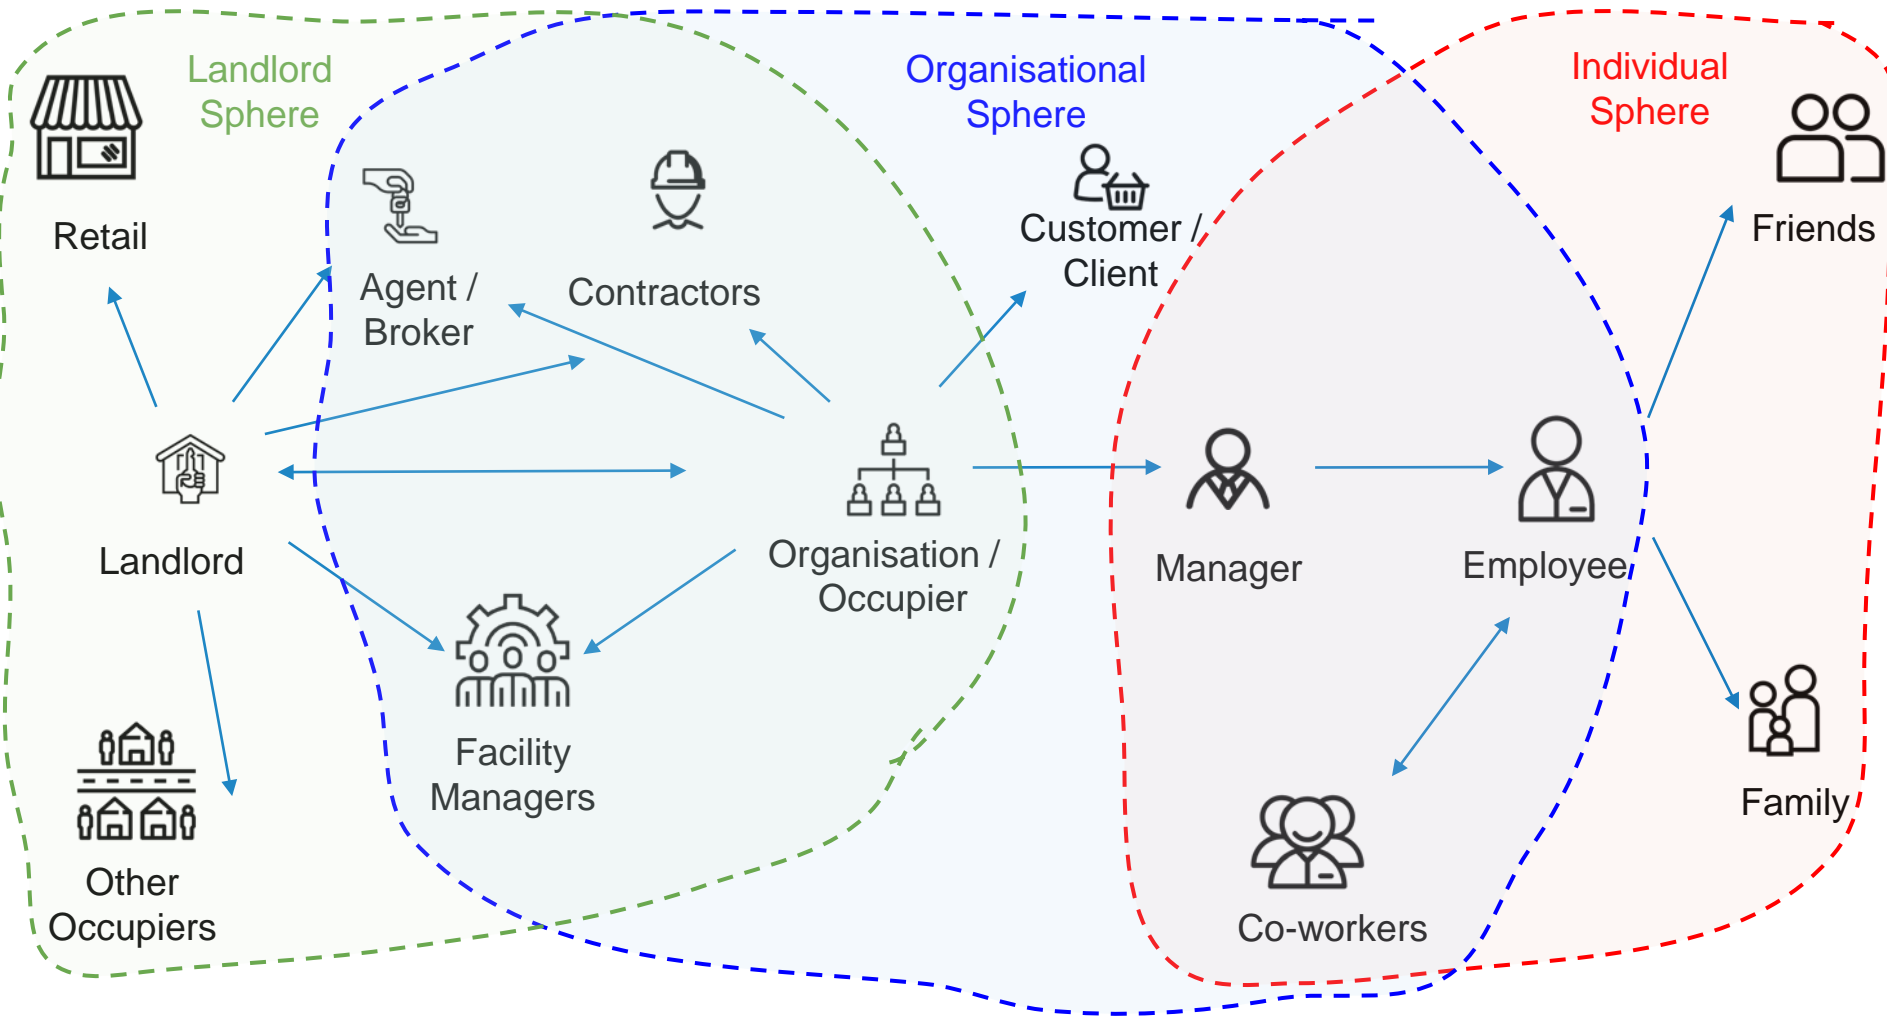 Landlord
Sphere
Organisational
Sphere
Individual
Sphere
Retail
Agent /
Broker
Contractors
Customer /
Client
Friends
Landlord
Organisation /
Occupier
Manager
Employee
Facility
Managers
Family
Other
Occupiers
Co-workers